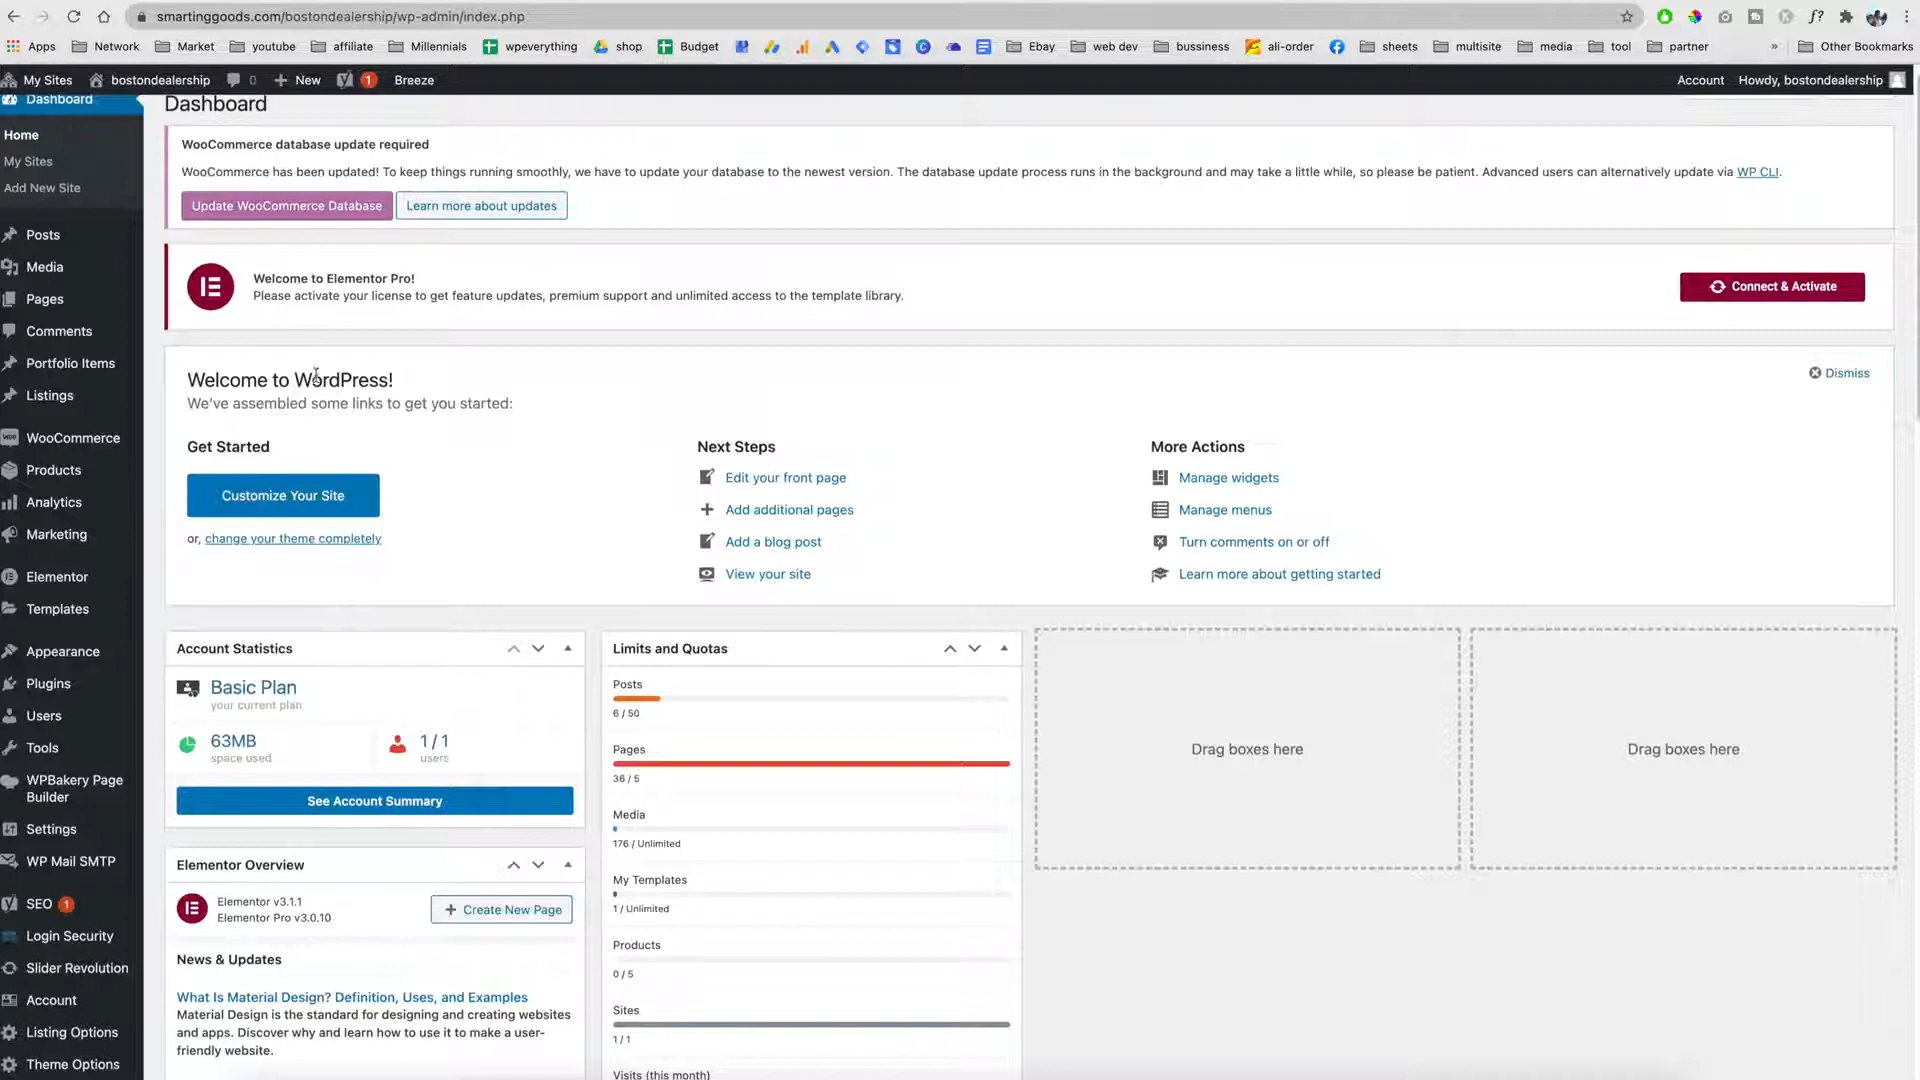 smartinggoods.com/bostondealership/wp-admin/index.php
Apps Network Market youtube affiliate Millennials wpeverything shop Budget Ebay web dev bussiness ali-order sheets multisite media tool partner » Other Bookmarks
My Sites bostondealership 0 New 1 Breeze Account Howdy, bostondealership
Dashboard
Home
My Sites
Add New Site
Posts
Media
Pages
Comments
Portfolio Items
Listings
WooCommerce
Products
Analytics
Marketing
Elementor
Templates
Appearance
Plugins
Users
Tools
WPBakery Page
Builder
Settings
WP Mail SMTP
SEO 1
Login Security
Slider Revolution
Account
Listing Options
Theme Options
Dashboard
WooCommerce database update required
WooCommerce has been updated! To keep things running smoothly, we have to update your database to the newest version. The database update process runs in the background and may take a little while, so please be patient. Advanced users can alternatively update via WP CLI.
Update WooCommerce Database Learn more about updates
Welcome to Elementor Pro!
Please activate your license to get feature updates, premium support and unlimited access to the template library.
Connect & Activate
Welcome to WordPress!
Dismiss
We've assembled some links to get you started:
Get Started
Customize Your Site
or, change your theme completely
Next Steps
Edit your front page
Add additional pages
Add a blog post
View your site
More Actions
Manage widgets
Manage menus
Turn comments on or off
Learn more about getting started
Account Statistics
Basic Plan
your current plan
63MB
space used
1 / 1
users
See Account Summary
Elementor Overview
Elementor v3.1.1
Elementor Pro v3.0.10
+ Create New Page
News & Updates
What Is Material Design? Definition, Uses, and Examples
Material Design is the standard for designing and creating websites
and apps. Discover why and learn how to use it to make a user-
friendly website.
Limits and Quotas
Posts
6 / 50
Pages
36 / 5
Media
176 / Unlimited
My Templates
1 / Unlimited
Products
0 / 5
Sites
1 / 1
Visits (this month)
Drag boxes here
Drag boxes here